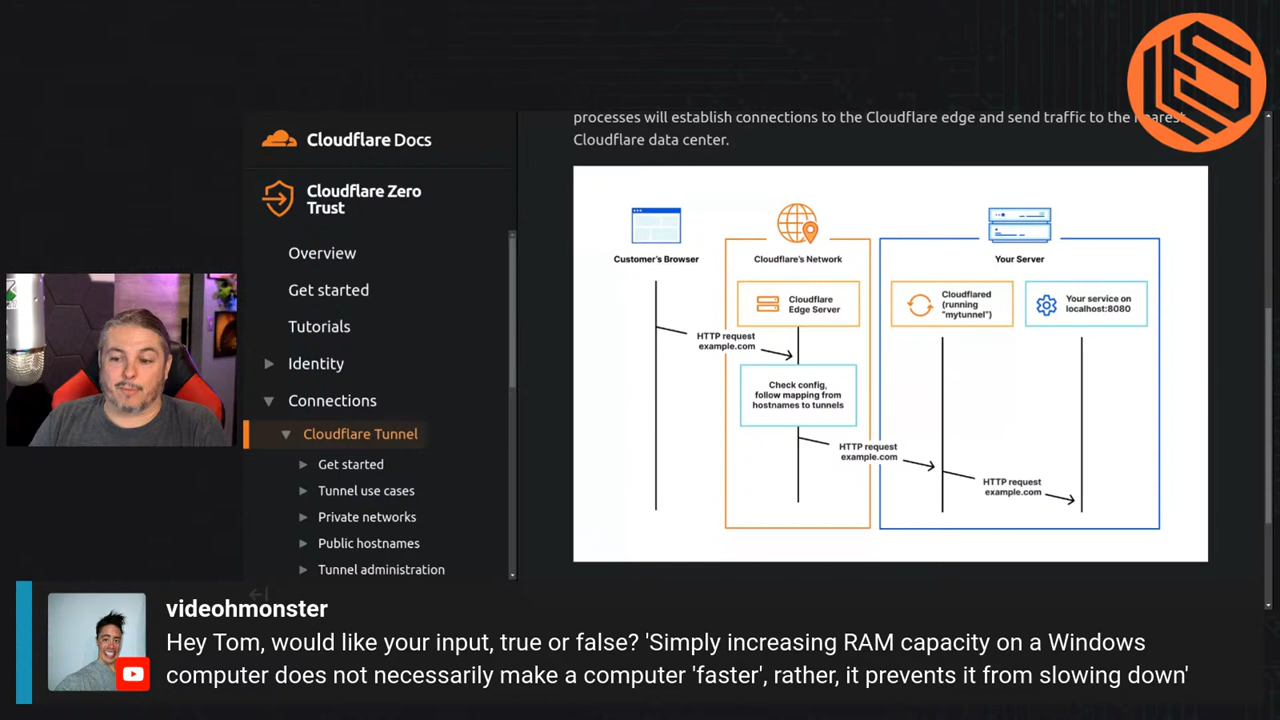 processes will establish connections to the Cloudflare edge and send traffic to the nearest
Cloudflare data center.
Cloudflare Docs
Cloudflare Zero
Trust
Overview
Get started
Tutorials
Identity
Connections
Cloudflare Tunnel
Get started
Tunnel use cases
Private networks
Public hostnames
Tunnel administration
Customer's Browser
Cloudflare's Network
Your Server
Cloudflare
Edge Server
Cloudflared
(running
"mytunnel")
Your service on
localhost:8080
HTTP request
example.com
Check config,
follow mapping from
hostnames to tunnels
HTTP request
example.com
HTTP request
example.com
videohmonster
Hey Tom, would like your input, true or false? 'Simply increasing RAM capacity on a Windows
computer does not necessarily make a computer 'faster', rather, it prevents it from slowing down'